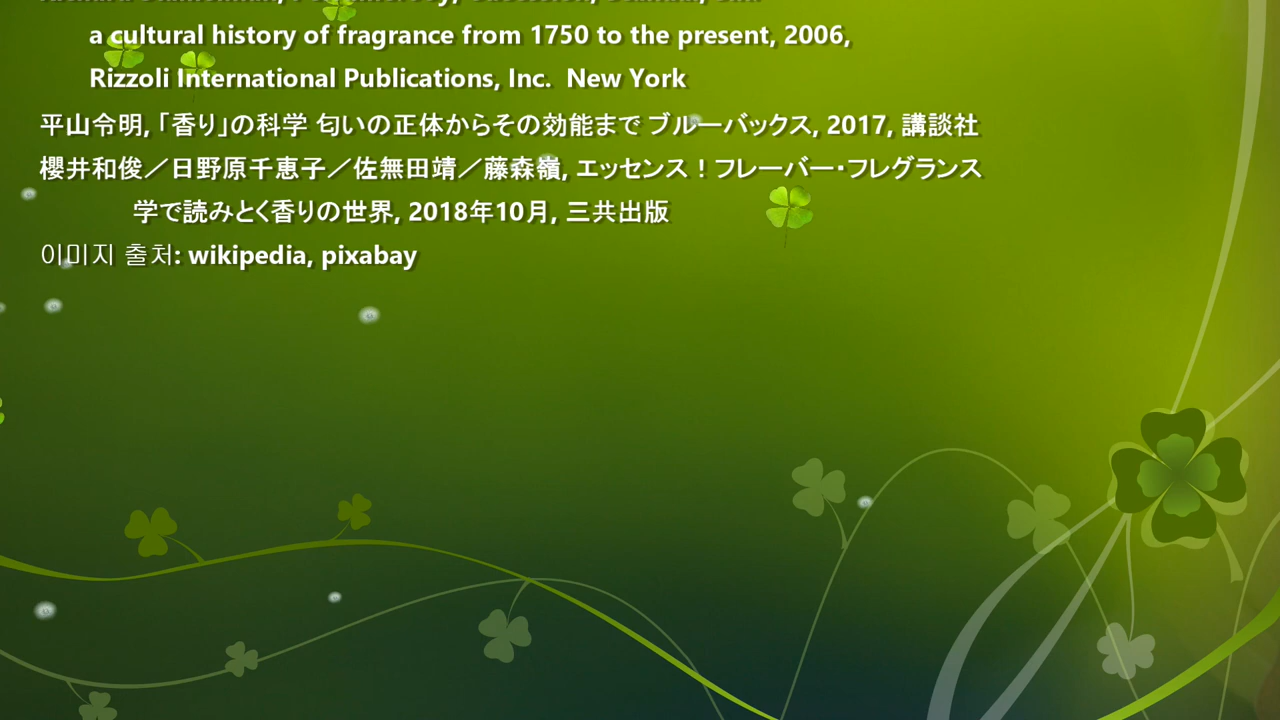 a cultural history of fragrance from 1750 to the present, 2006,
Rizzoli International Publications, Inc. New York
平山令明, 「香り」の科学 匂いの正体からその効能まで ブルーバックス, 2017, 講談社
櫻井和俊／日野原千恵子／佐無田靖／藤森嶺, エッセンス！フレーバー・フレグランス
学で読みとく香りの世界, 2018年10月, 三共出版
이미지 출처: wikipedia, pixabay